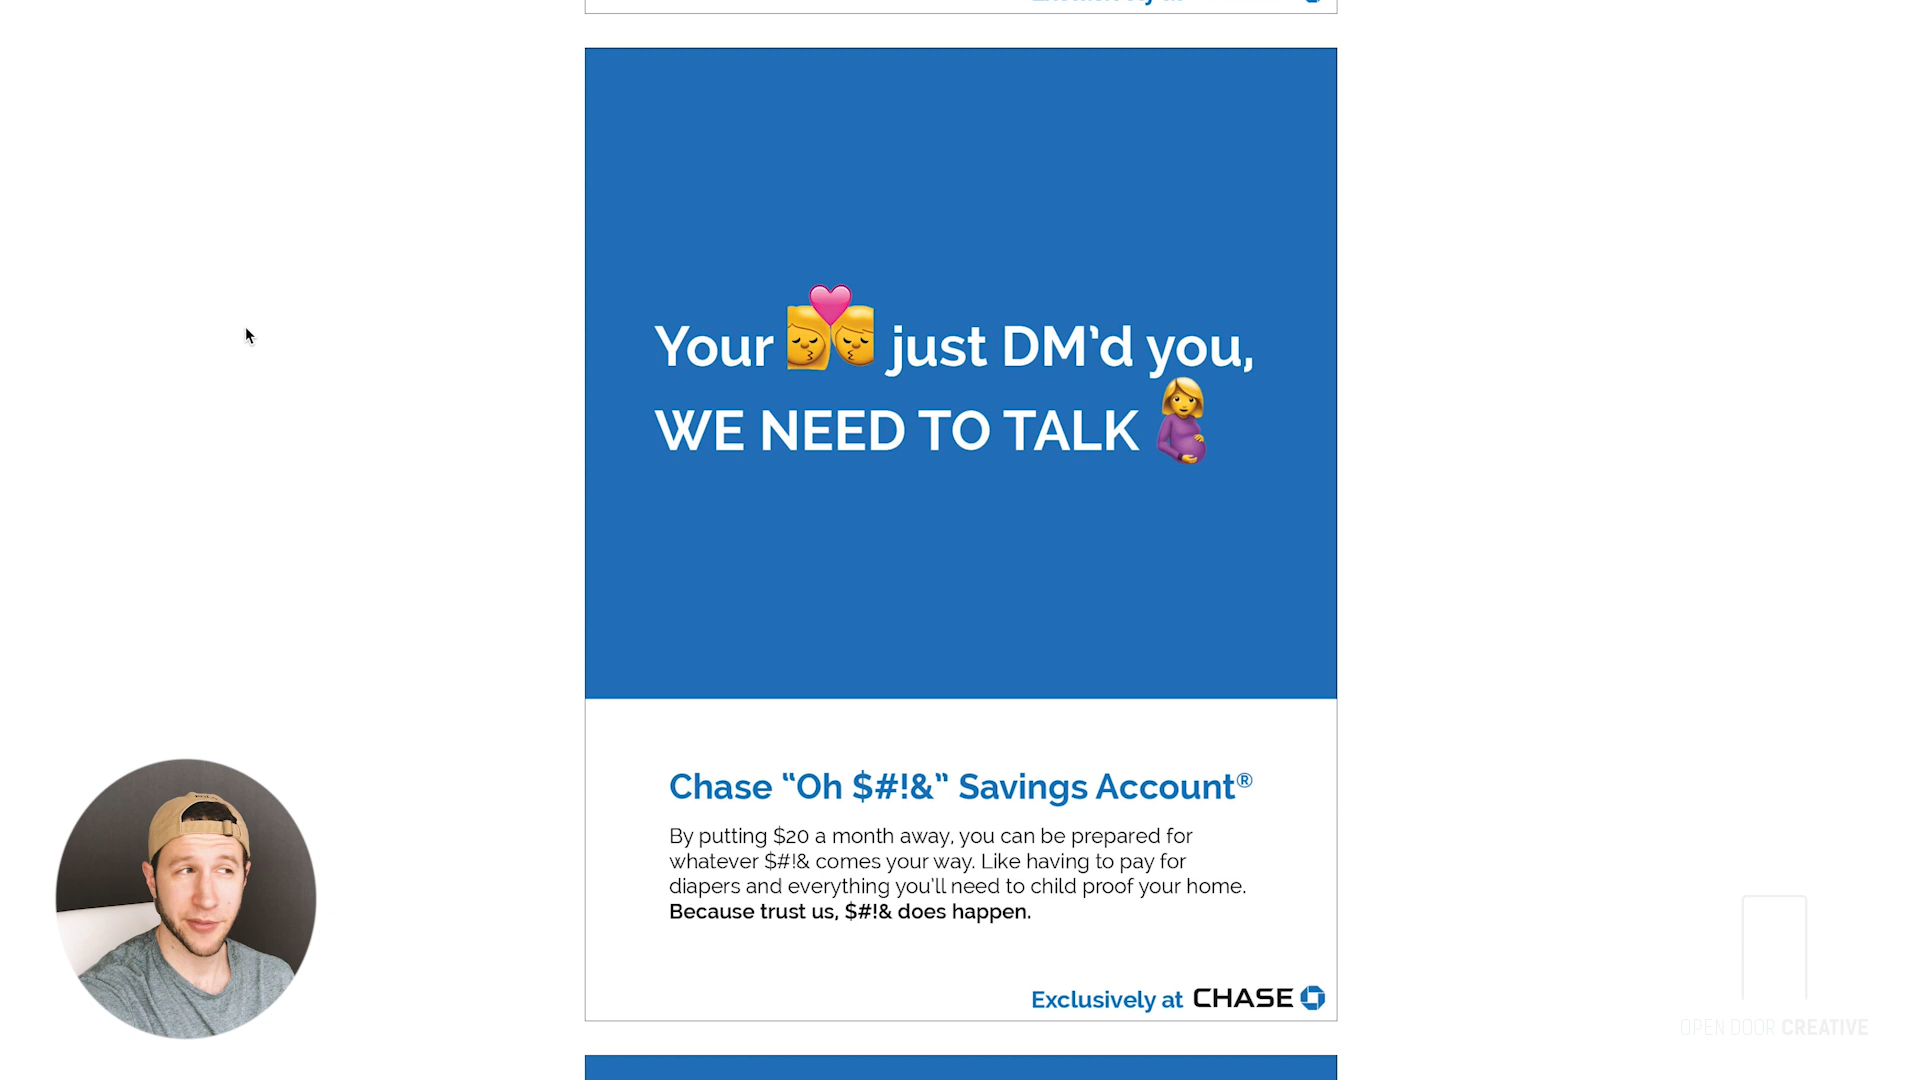 Your just DM'd you,
WE NEED TO TALK
Chase “Oh $#!&” Savings Account®
By putting $20 a month away, you can be prepared for
whatever $#!& comes your way. Like having to pay for
diapers and everything you'll need to child proof your home.
Because trust us, $#!& does happen.
Exclusively at CHASE
OPEN DOOR CREATIVE